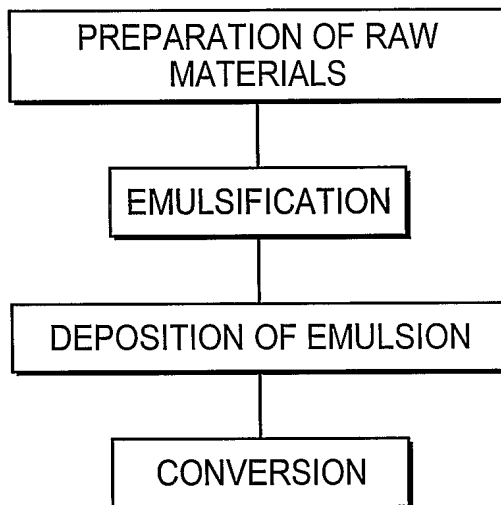 PREPARATION OF RAW
MATERIALS
EMULSIFICATION
DEPOSITION OF EMULSION
CONVERSION